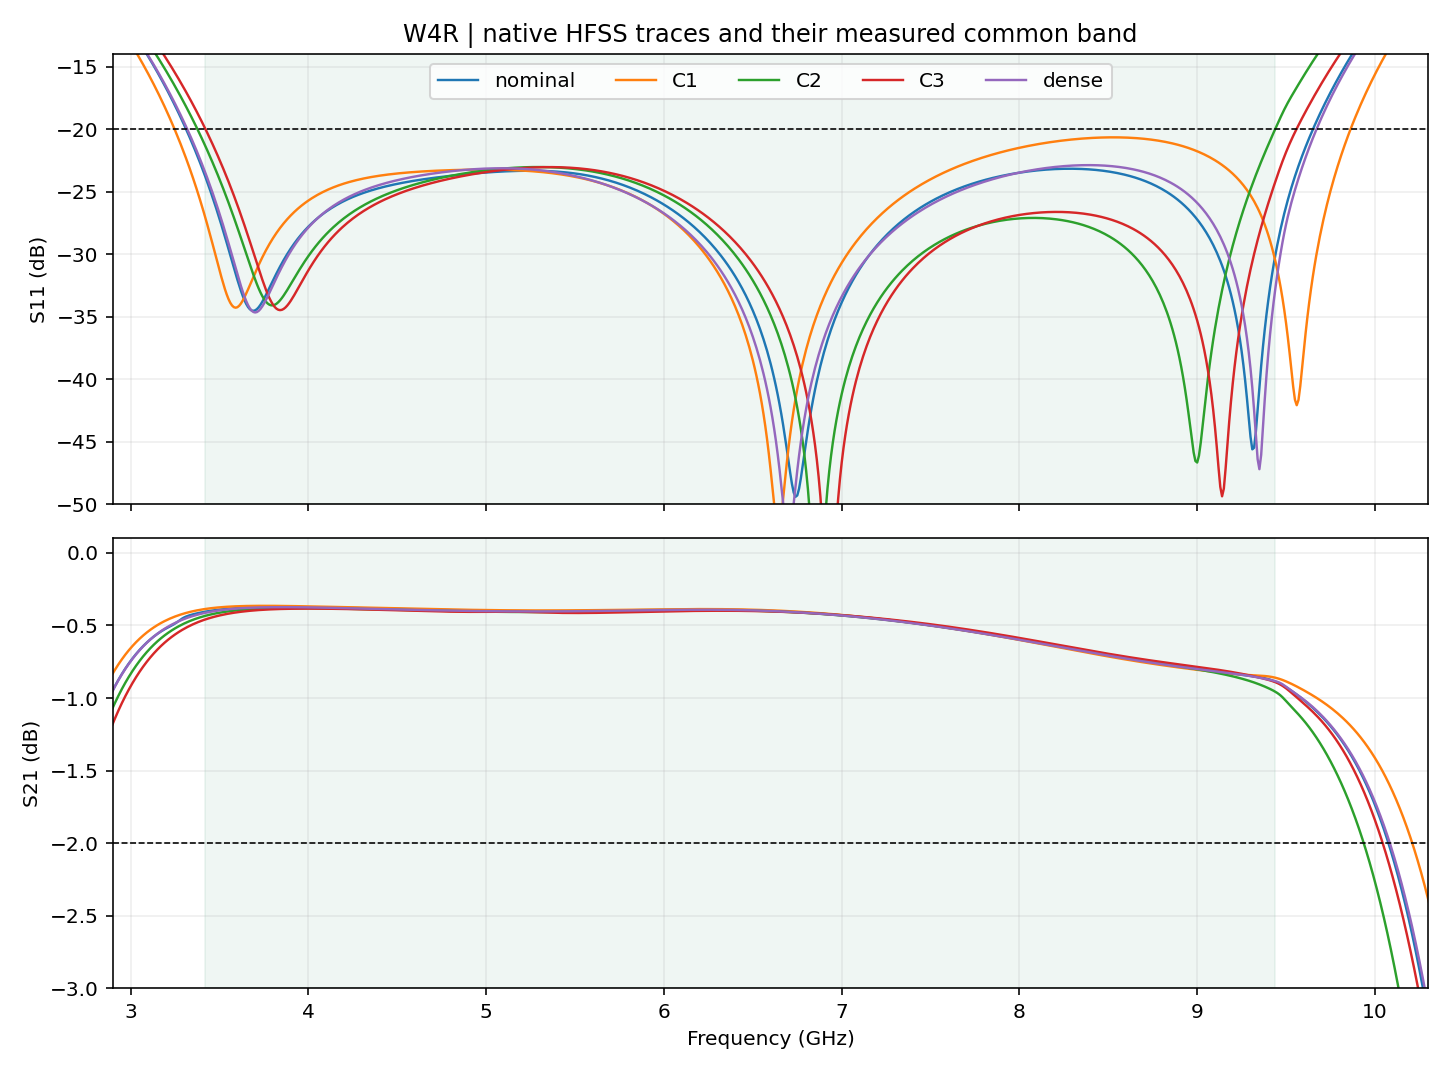 W4R | native HFSS traces and their measured common band
nominal C1 C2 C3 dense
S11 (dB)
−15
−20
−25
−30
−35
−40
−45
−50
S21 (dB)
0.0
−0.5
−1.0
−1.5
−2.0
−2.5
−3.0
3 4 5 6 7 8 9 10
Frequency (GHz)